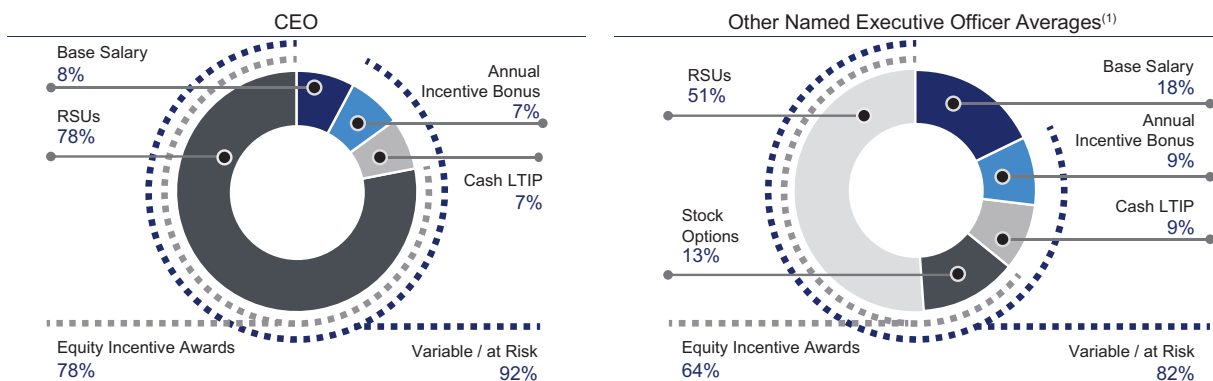 CEO
Base Salary
8%
RSUs
78%
Annual
Incentive Bonus
7%
Cash LTIP
7%
Equity Incentive Awards
78%
Variable / at Risk
92%
Other Named Executive Officer Averages(1)
RSUs
51%
Stock
Options
13%
Base Salary
18%
Annual
Incentive Bonus
9%
Cash LTIP
9%
Equity Incentive Awards
64%
Variable / at Risk
82%